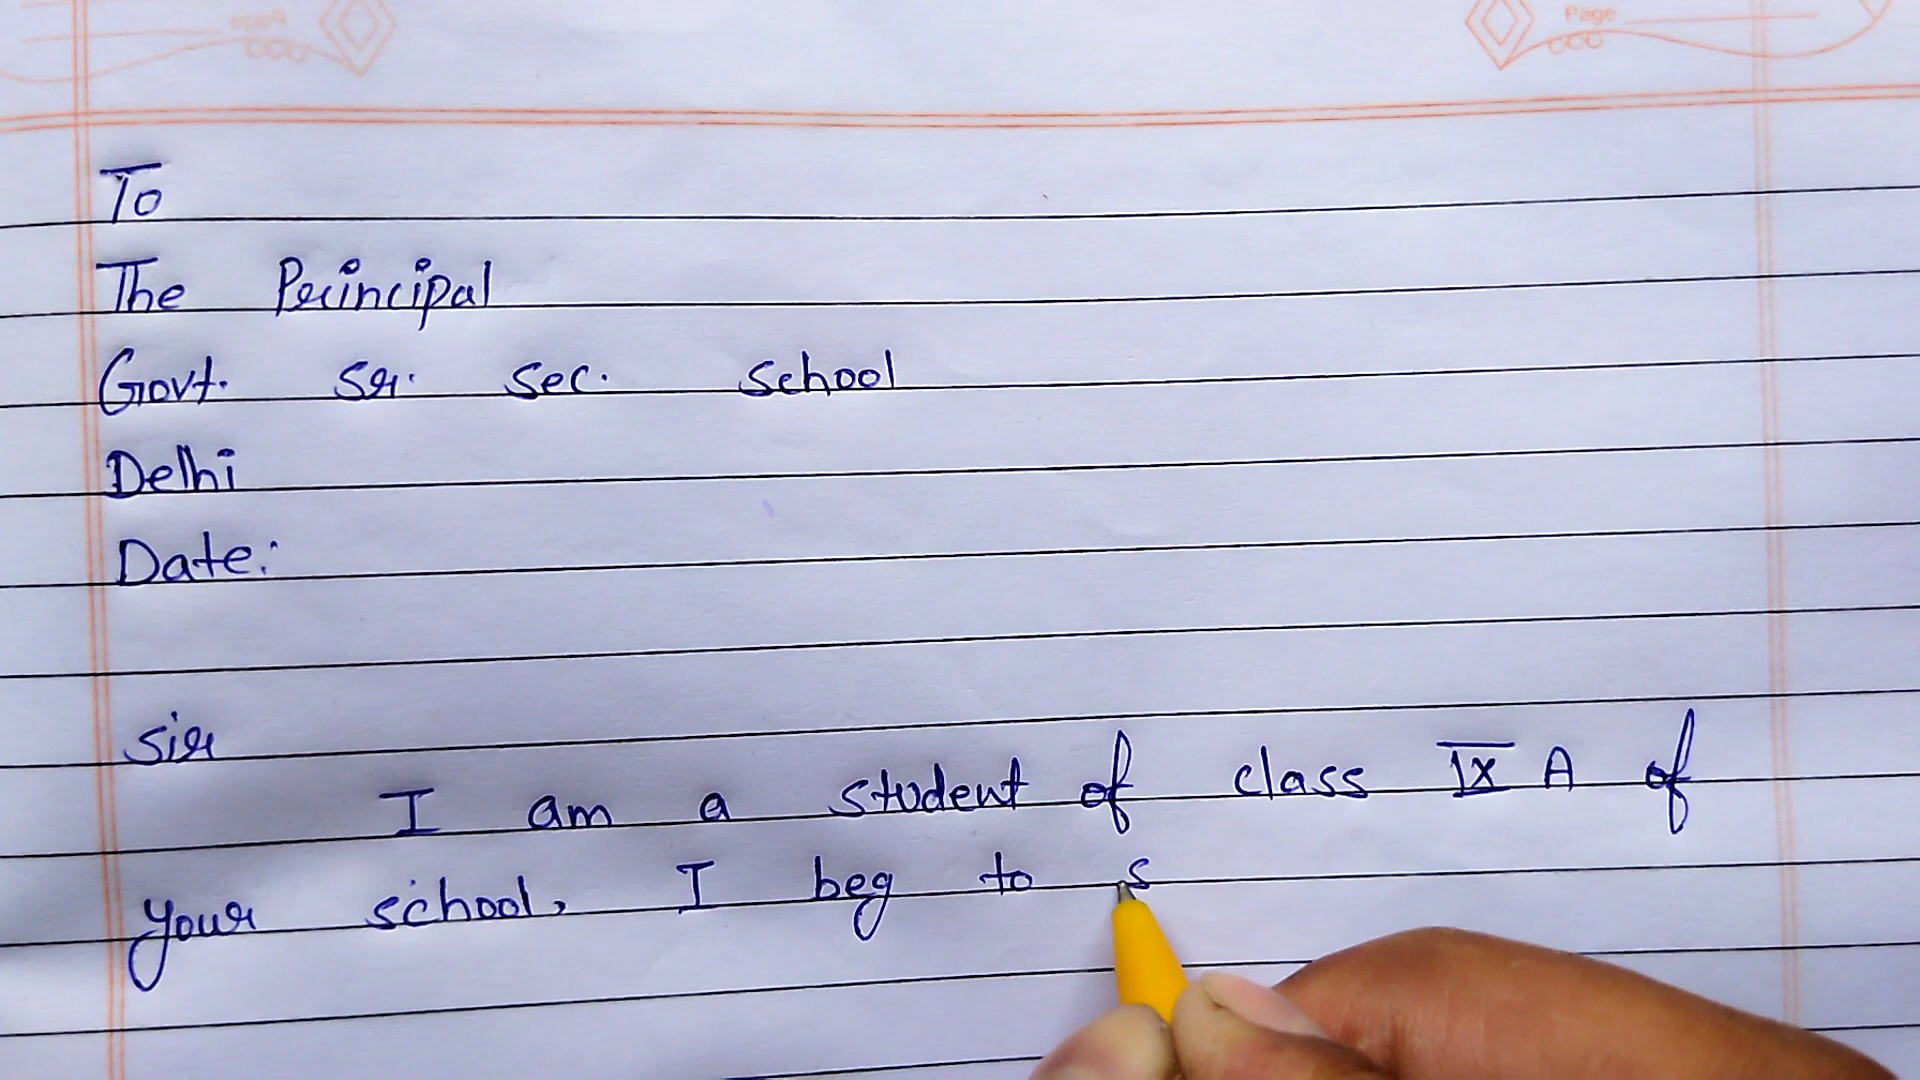 Page
To
The Principal
Govt. Sr. Sec. School
Delhi
Date:
Sir
I am a student of class IX A of
your school, I beg to s